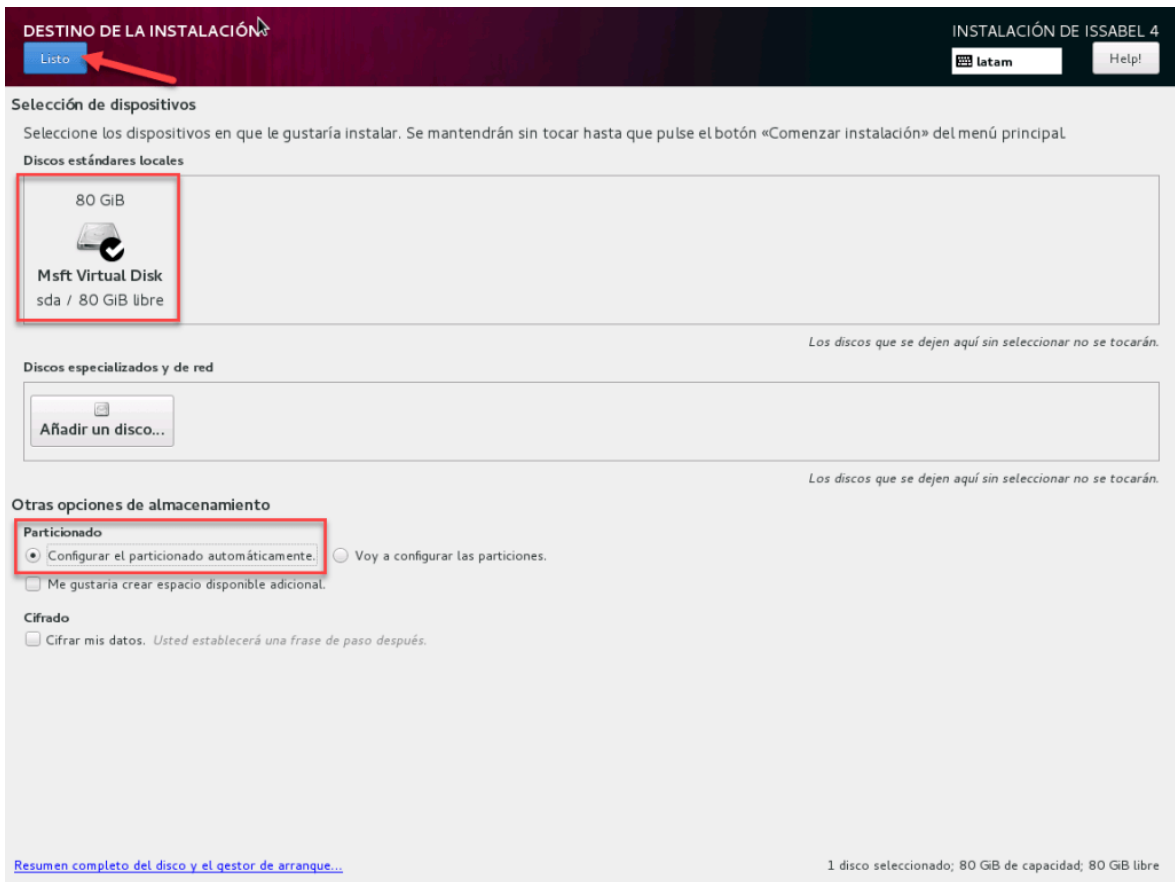 DESTINO DE LA INSTALACIÓN
INSTALACIÓN DE ISSABEL 4
Listo
latam
Help!
Selección de dispositivos
Seleccione los dispositivos en que le gustaría instalar. Se mantendrán sin tocar hasta que pulse el botón «Comenzar instalación» del menú principal.
Discos estándares locales
80 GiB
Msft Virtual Disk
sda / 80 GiB libre
Los discos que se dejen aquí sin seleccionar no se tocarán.
Discos especializados y de red
Añadir un disco...
Los discos que se dejen aquí sin seleccionar no se tocarán.
Otras opciones de almacenamiento
Particionado
Configurar el particionado automáticamente. Voy a configurar las particiones.
Me gustaria crear espacio disponible adicional.
Cifrado
Cifrar mis datos. Usted establecerá una frase de paso después.
Resumen completo del disco y el gestor de arranque...
1 disco seleccionado; 80 GiB de capacidad; 80 GiB libre